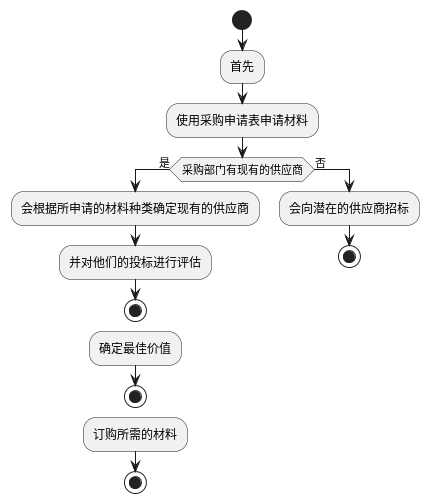 首先
使用采购申请表申请材料
是
采购部门有现有的供应商
否
会根据所申请的材料种类确定现有的供应商
会向潜在的供应商招标
并对他们的投标进行评估
确定最佳价值
订购所需的材料